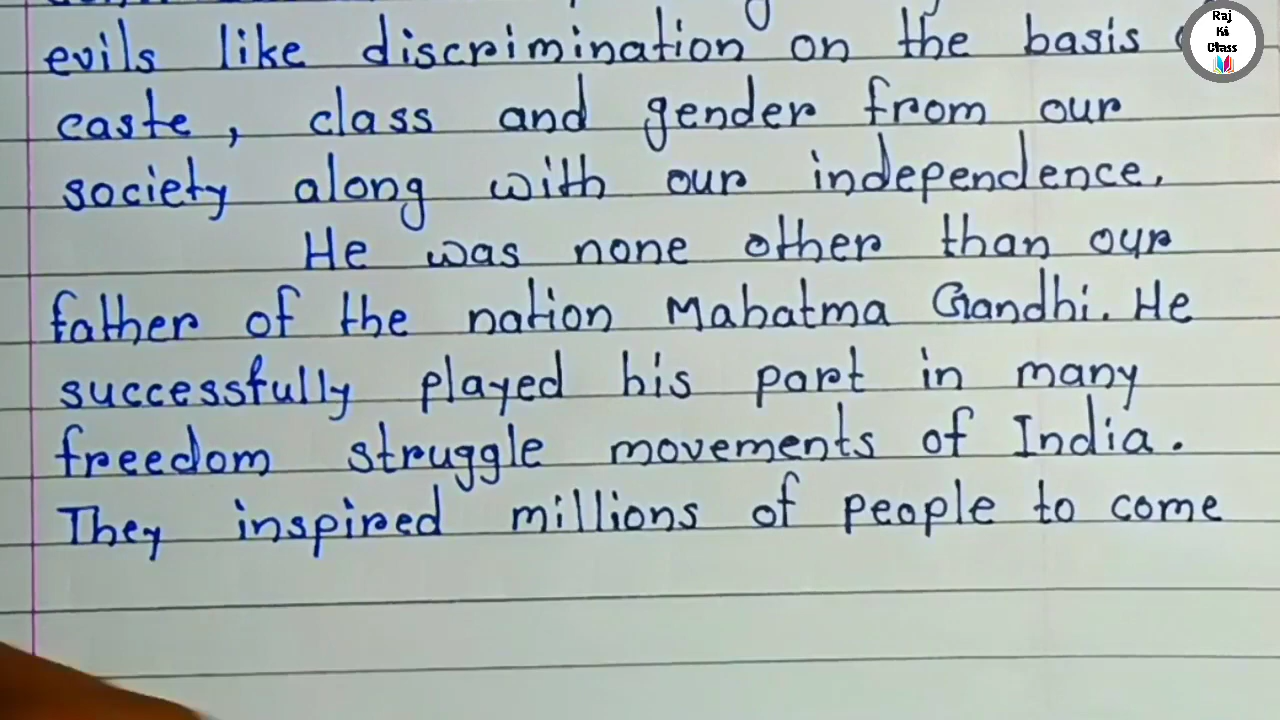 evils like discrimination on the basis
caste, class and gender from our
society along with our independence.
He was none other than our
father of the nation Mahatma Gandhi. He
successfully played his part in many
freedom struggle movements of India.
They inspired millions of people to come
Raj
Ki
Class